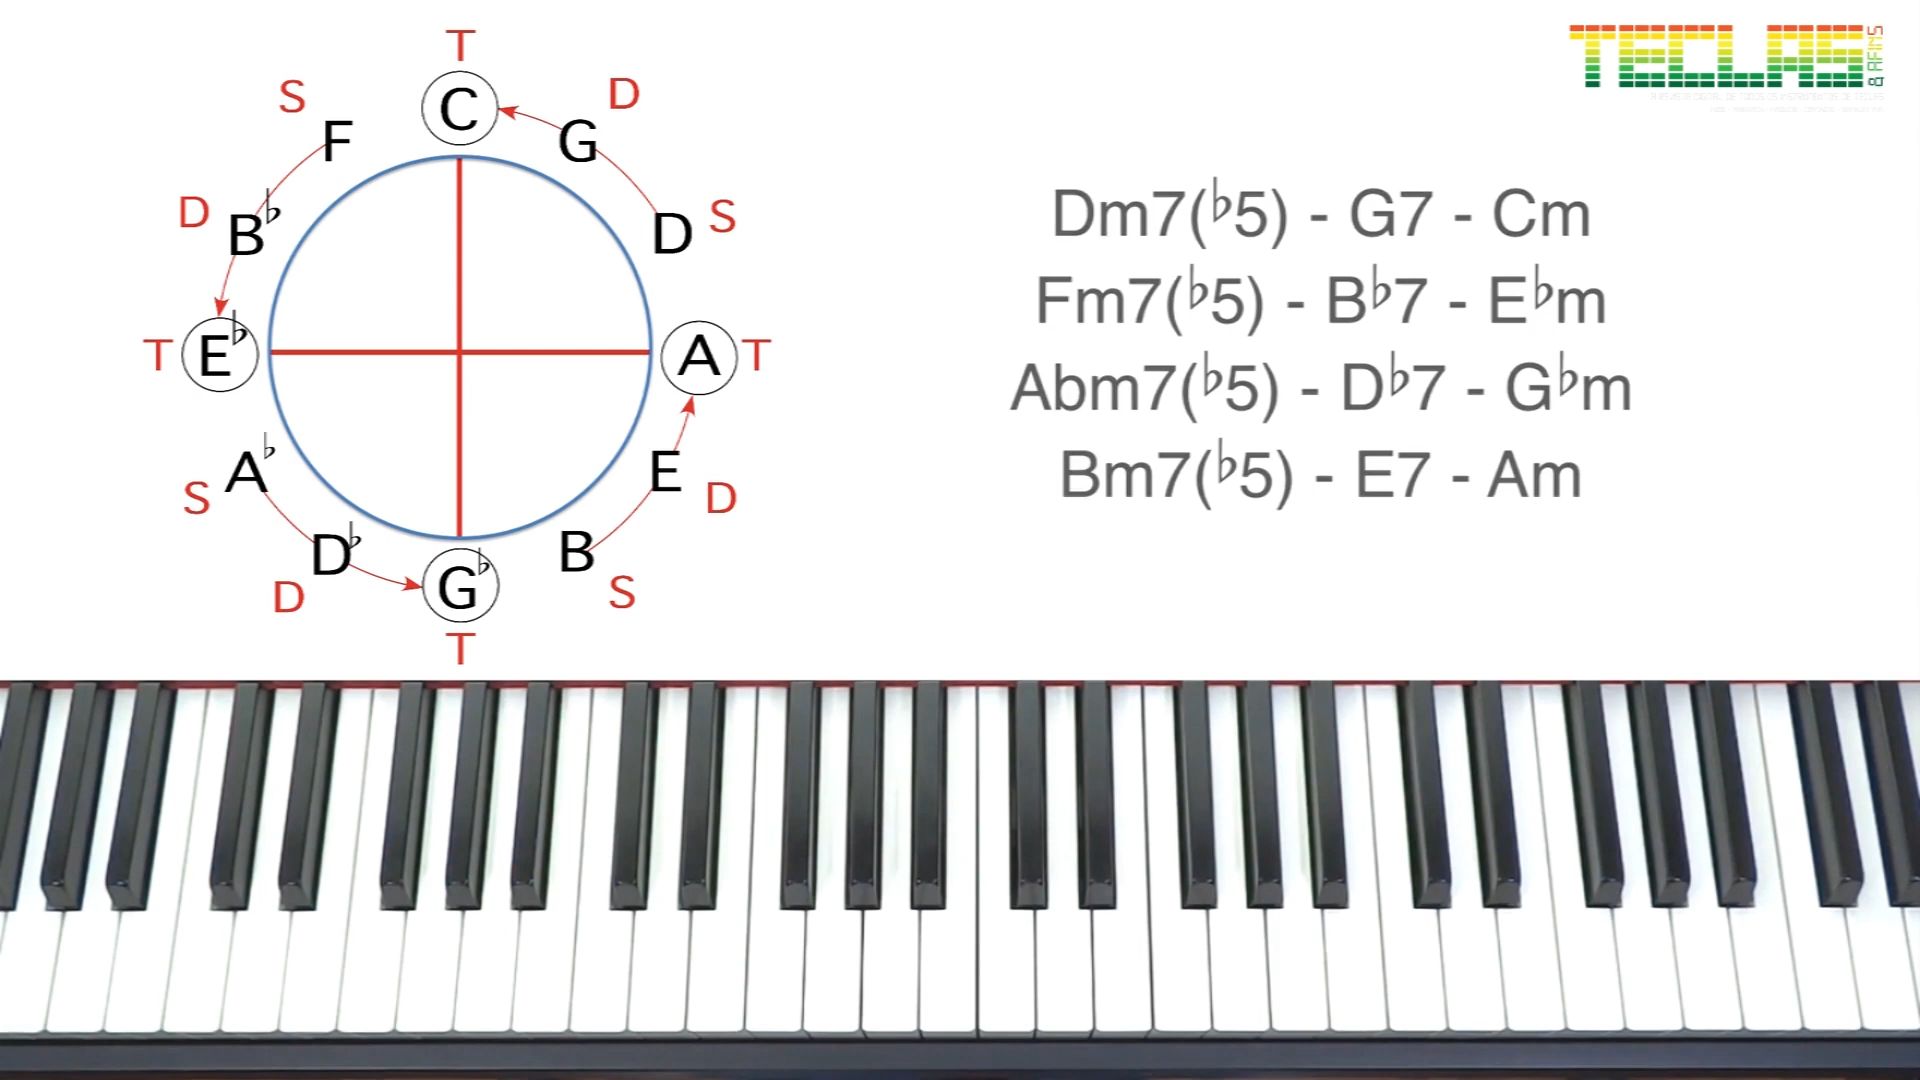 T
S
F
C
G
D
D
B♭
D
S
T
E♭
A
T
S
A♭
E
D
D
D♭
G♭
B
S
T
TECLAS
& AFINS
Dm7(♭5) - G7 - Cm
Fm7(♭5) - B♭7 - E♭m
Abm7(♭5) - D♭7 - G♭m
Bm7(♭5) - E7 - Am